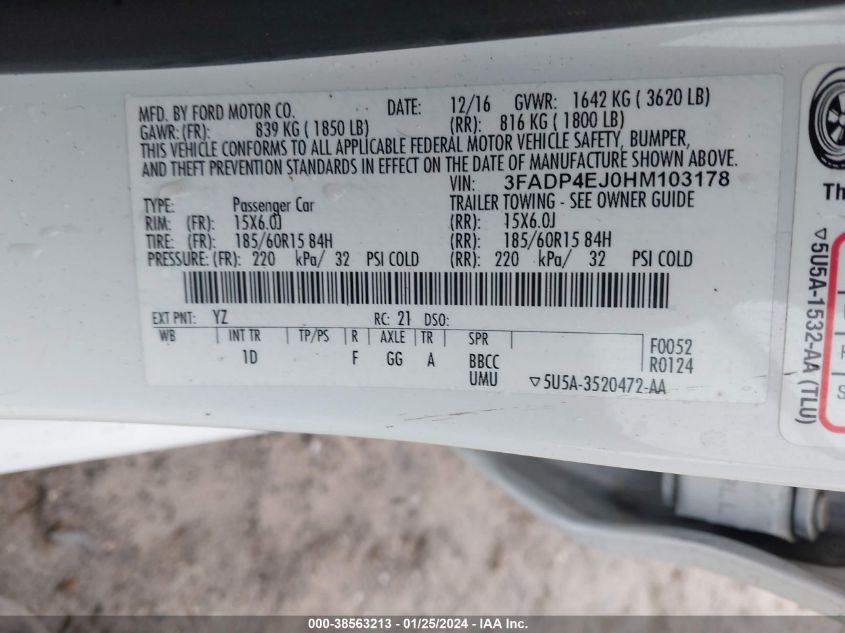 MFD. BY FORD MOTOR CO. DATE: 12/16 GVWR: 1642 KG ( 3620 LB)
GAWR:(FR): 839 KG ( 1850 LB) (RR): 816 KG ( 1800 LB)
THIS VEHICLE CONFORMS TO ALL APPLICABLE FEDERAL MOTOR VEHICLE SAFETY, BUMPER,
AND THEFT PREVENTION STANDARDS IN EFFECT ON THE DATE OF MANUFACTURE SHOWN ABOVE.
VIN: 3FADP4EJ0HM103178
TYPE: Passenger Car TRAILER TOWING - SEE OWNER GUIDE
RIM: (FR): 15X6.0J (RR): 15X6.0J
TIRE: (FR): 185/60R15 84H (RR): 185/60R15 84H
PRESSURE: (FR): 220 kPa/ 32 PSI COLD (RR): 220 kPa/ 32 PSI COLD
EXT PNT: YZ RC: 21 DSO:
WB INT TR TP/PS R AXLE TR SPR F0052
1D F GG A BBCC R0124
UMU ▽5U5A-3520472-AA
▽5U5A-1532-AA (TLU)
000-38563213 - 01/25/2024 - IAA Inc.